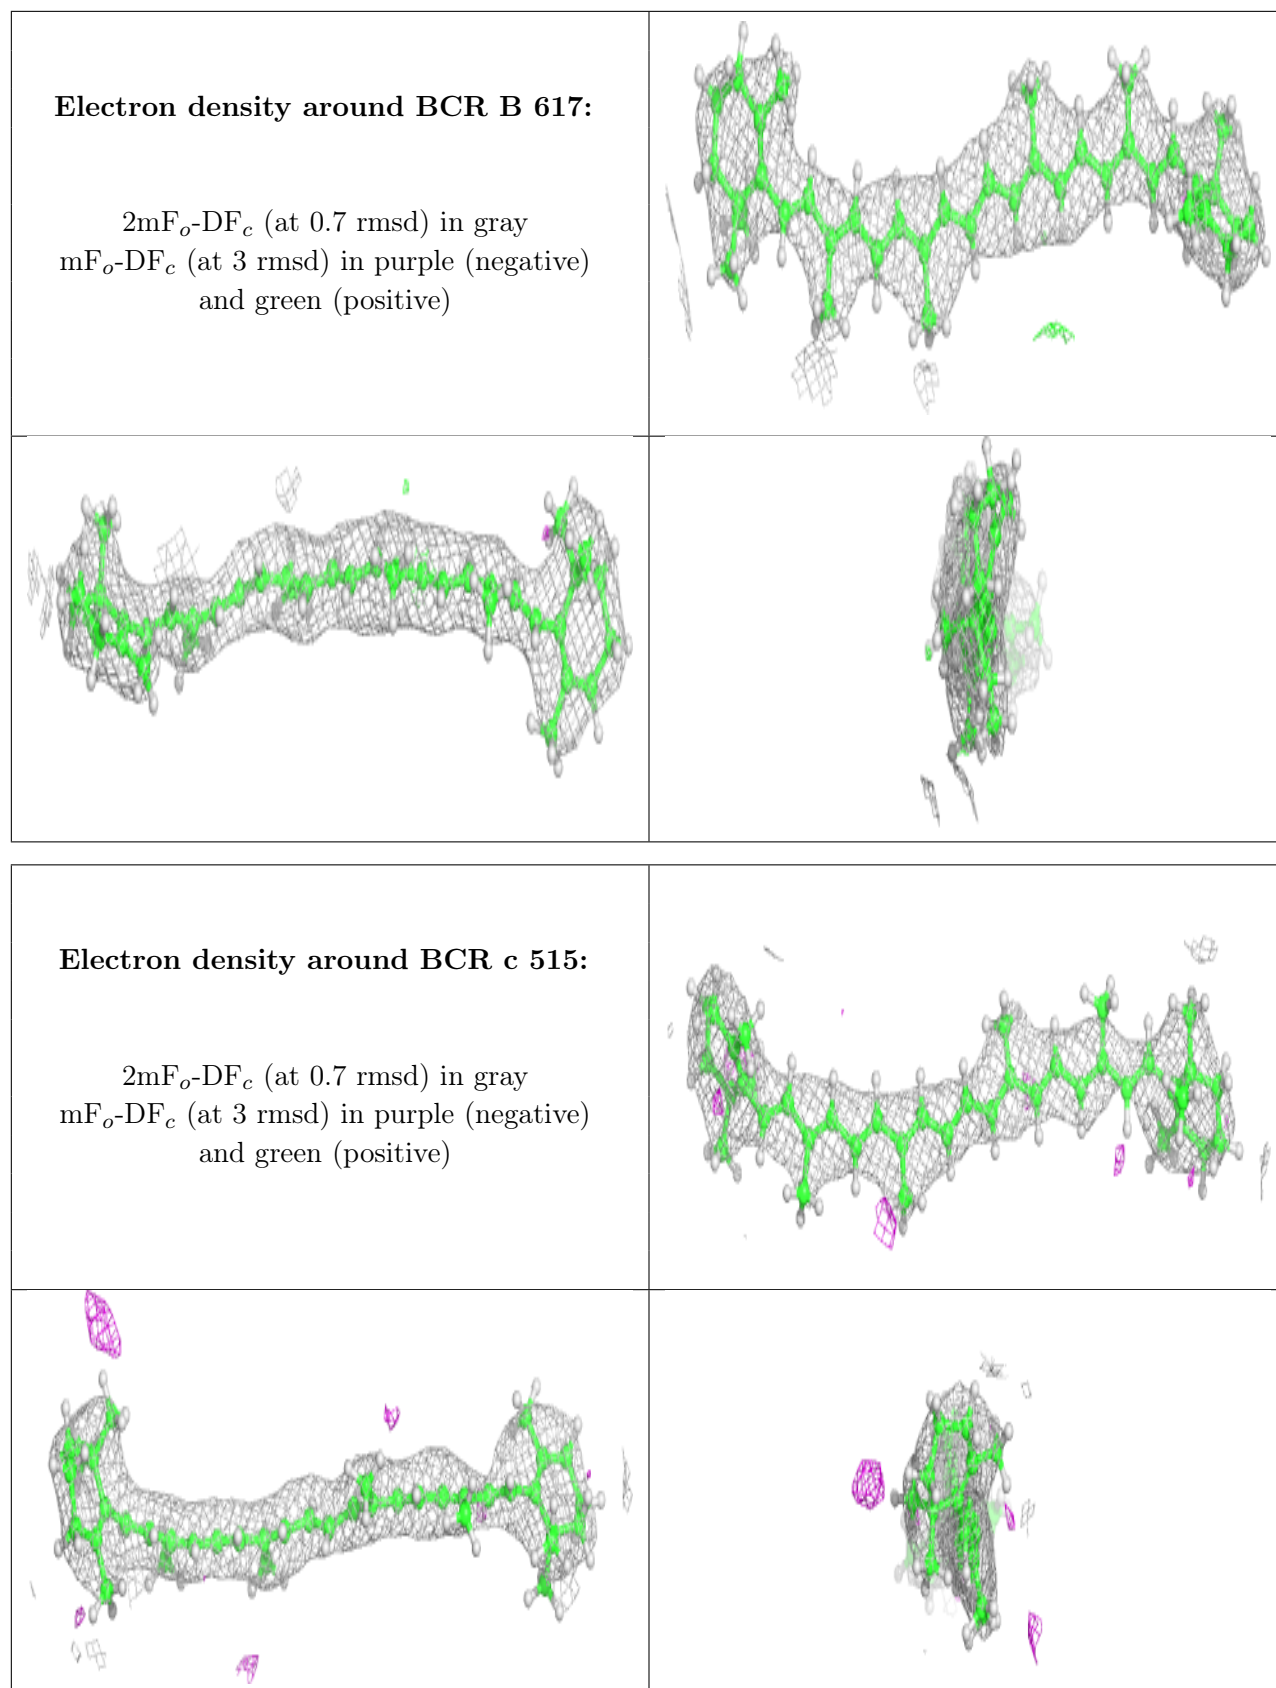 Electron density around BCR B 617:
2mFo-DFc (at 0.7 rmsd) in gray
mFo-DFc (at 3 rmsd) in purple (negative)
and green (positive)
Electron density around BCR c 515:
2mFo-DFc (at 0.7 rmsd) in gray
mFo-DFc (at 3 rmsd) in purple (negative)
and green (positive)